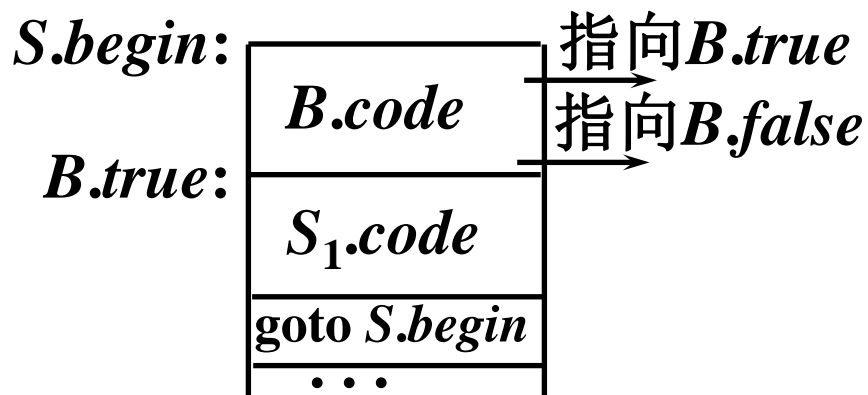 S.begin:
指向B.true
B.code
指向B.false
B.true:
S₁.code
goto S.begin
...